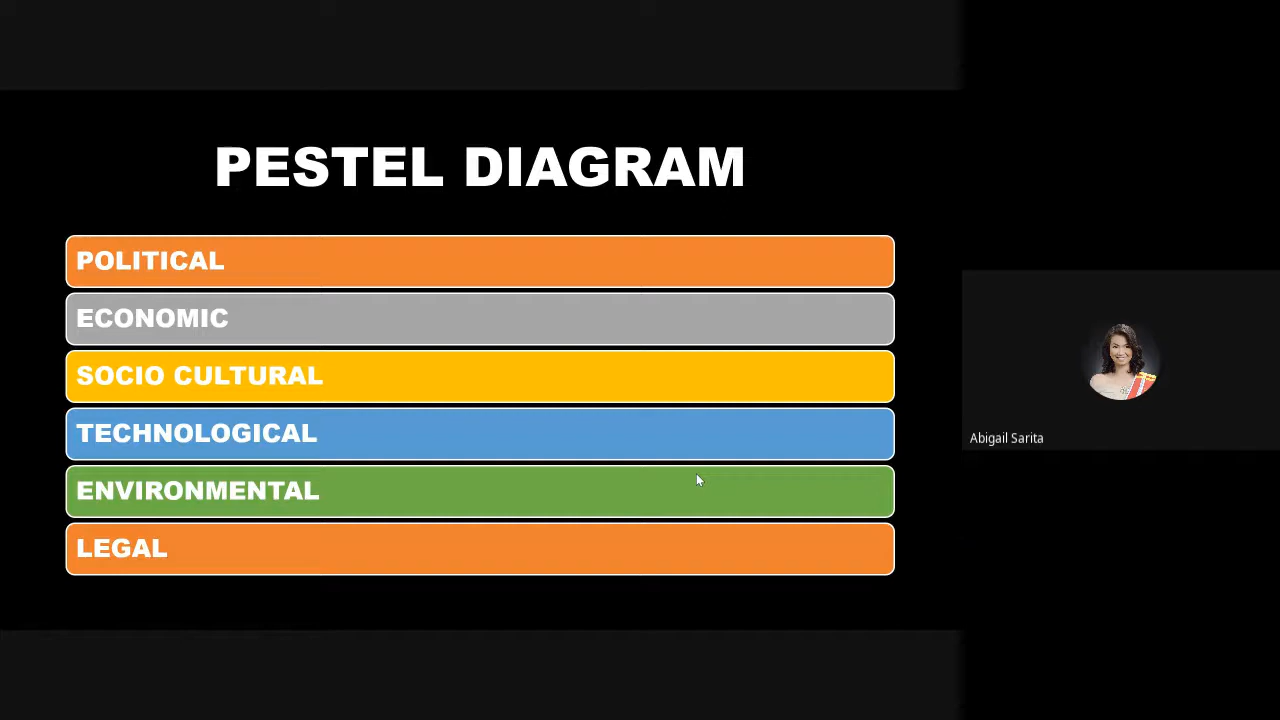 PESTEL DIAGRAM
POLITICAL
ECONOMIC
SOCIO CULTURAL
TECHNOLOGICAL
ENVIRONMENTAL
LEGAL
Abigail Sarita